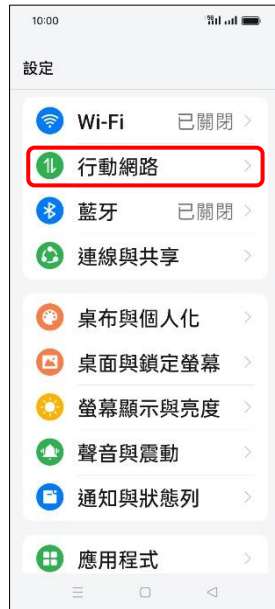 10:00
設定
Wi-Fi 已關閉
行動網路
藍牙 已關閉
連線與共享
桌布與個人化
桌面與鎖定螢幕
螢幕顯示與亮度
聲音與震動
通知與狀態列
應用程式